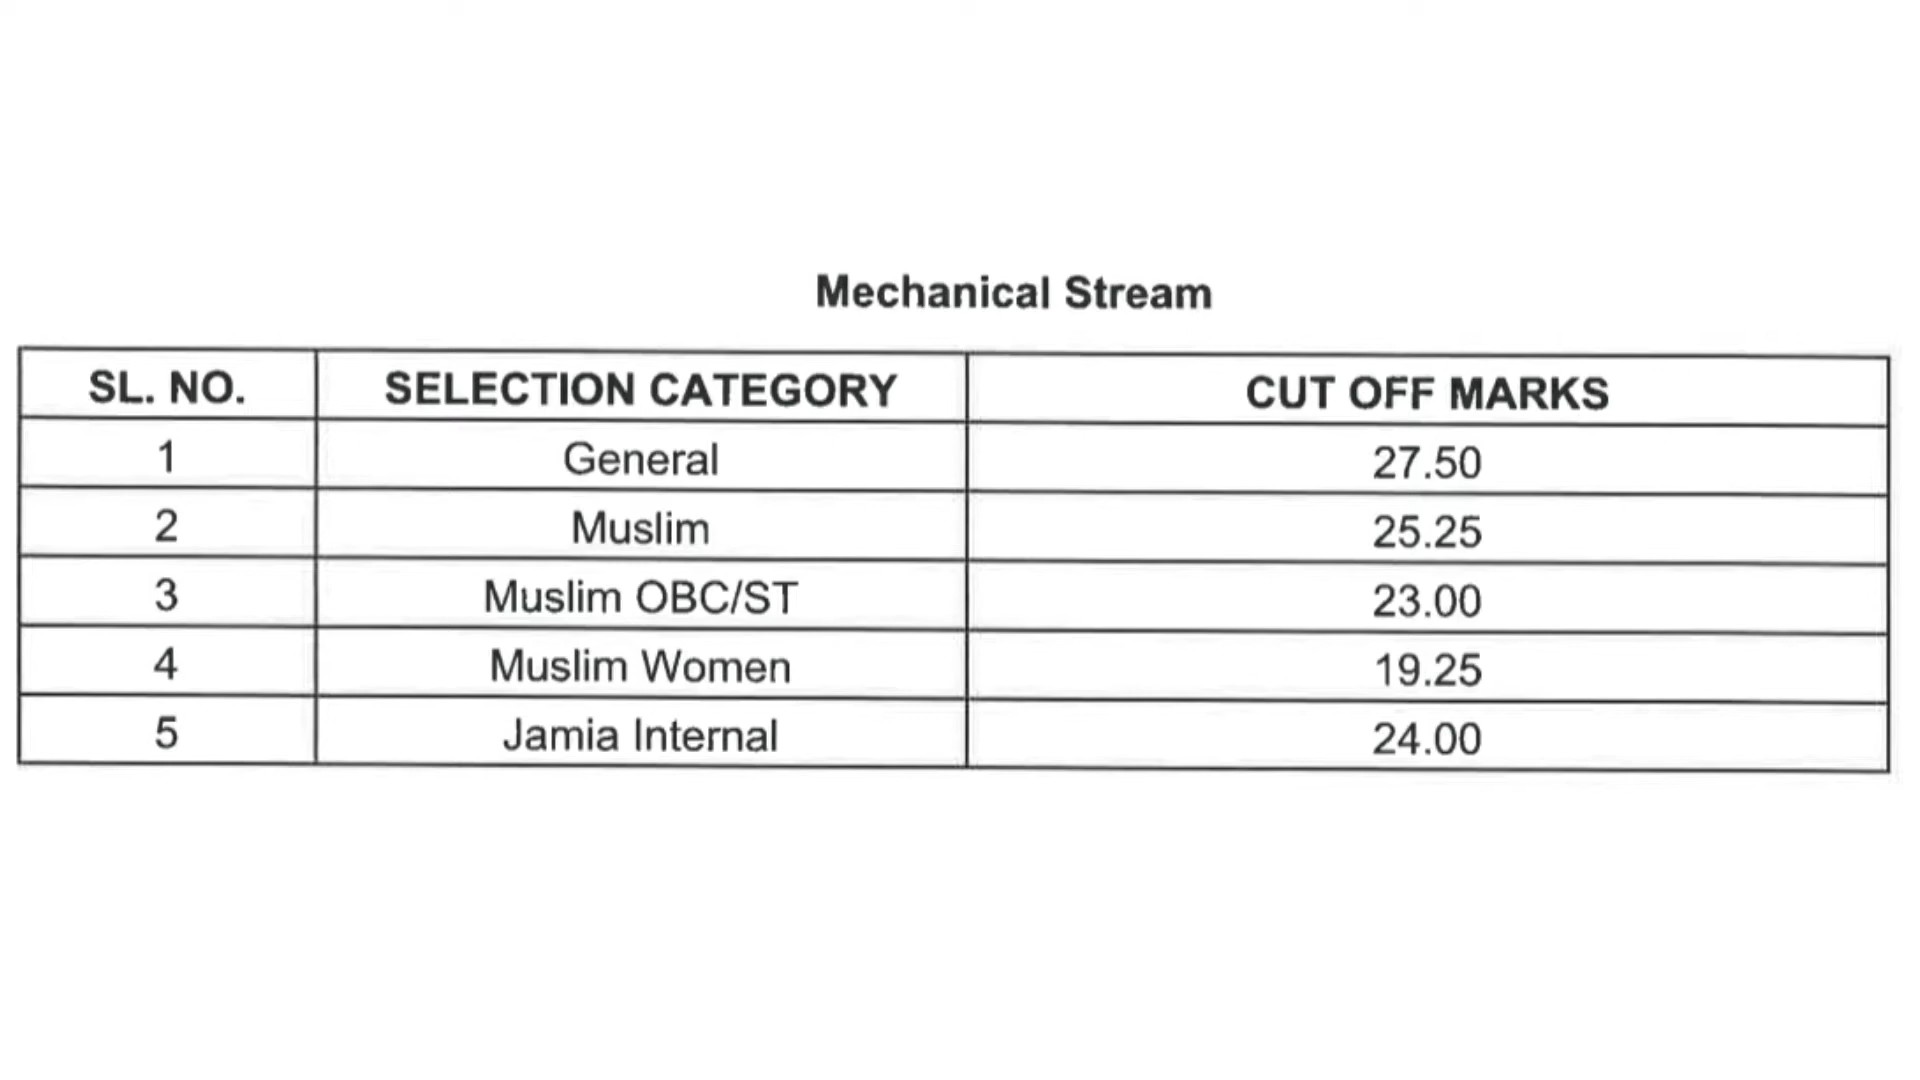 Mechanical Stream
SL. NO. SELECTION CATEGORY CUT OFF MARKS
1 General 27.50
2 Muslim 25.25
3 Muslim OBC/ST 23.00
4 Muslim Women 19.25
5 Jamia Internal 24.00